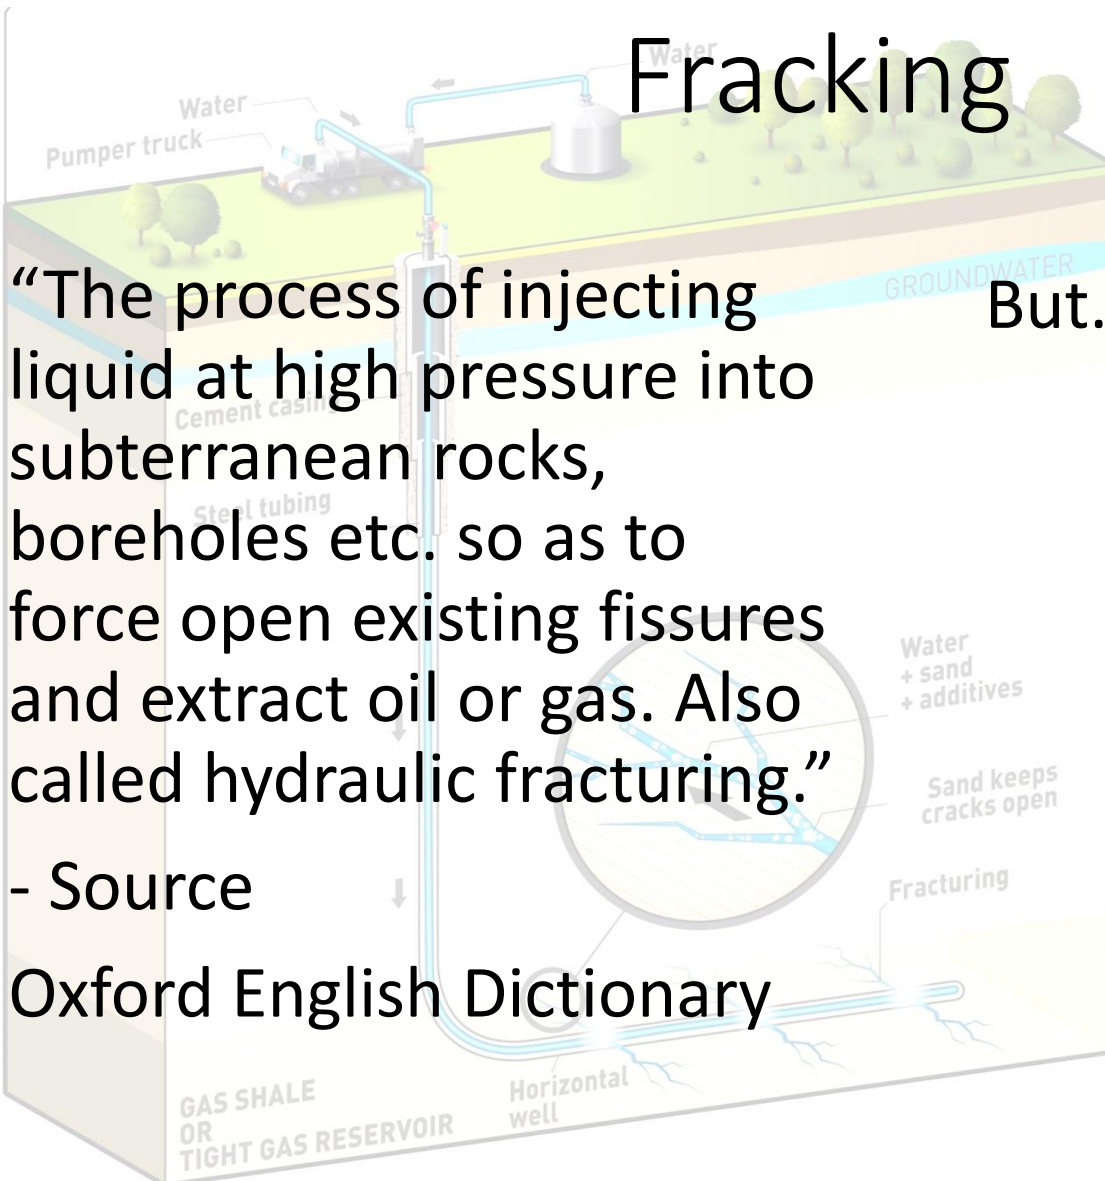 Fracking
Water
Water
Pumper truck
“The process of injecting
liquid at high pressure into
subterranean rocks,
boreholes etc. so as to
force open existing fissures
and extract oil or gas. Also
called hydraulic fracturing.”
- Source
Oxford English Dictionary
But.
GROUNDWATER
Cement casing
Steel tubing
Water
+ sand
+ additives
Sand keeps
cracks open
Fracturing
Horizontal
well
GAS SHALE
OR
TIGHT GAS RESERVOIR